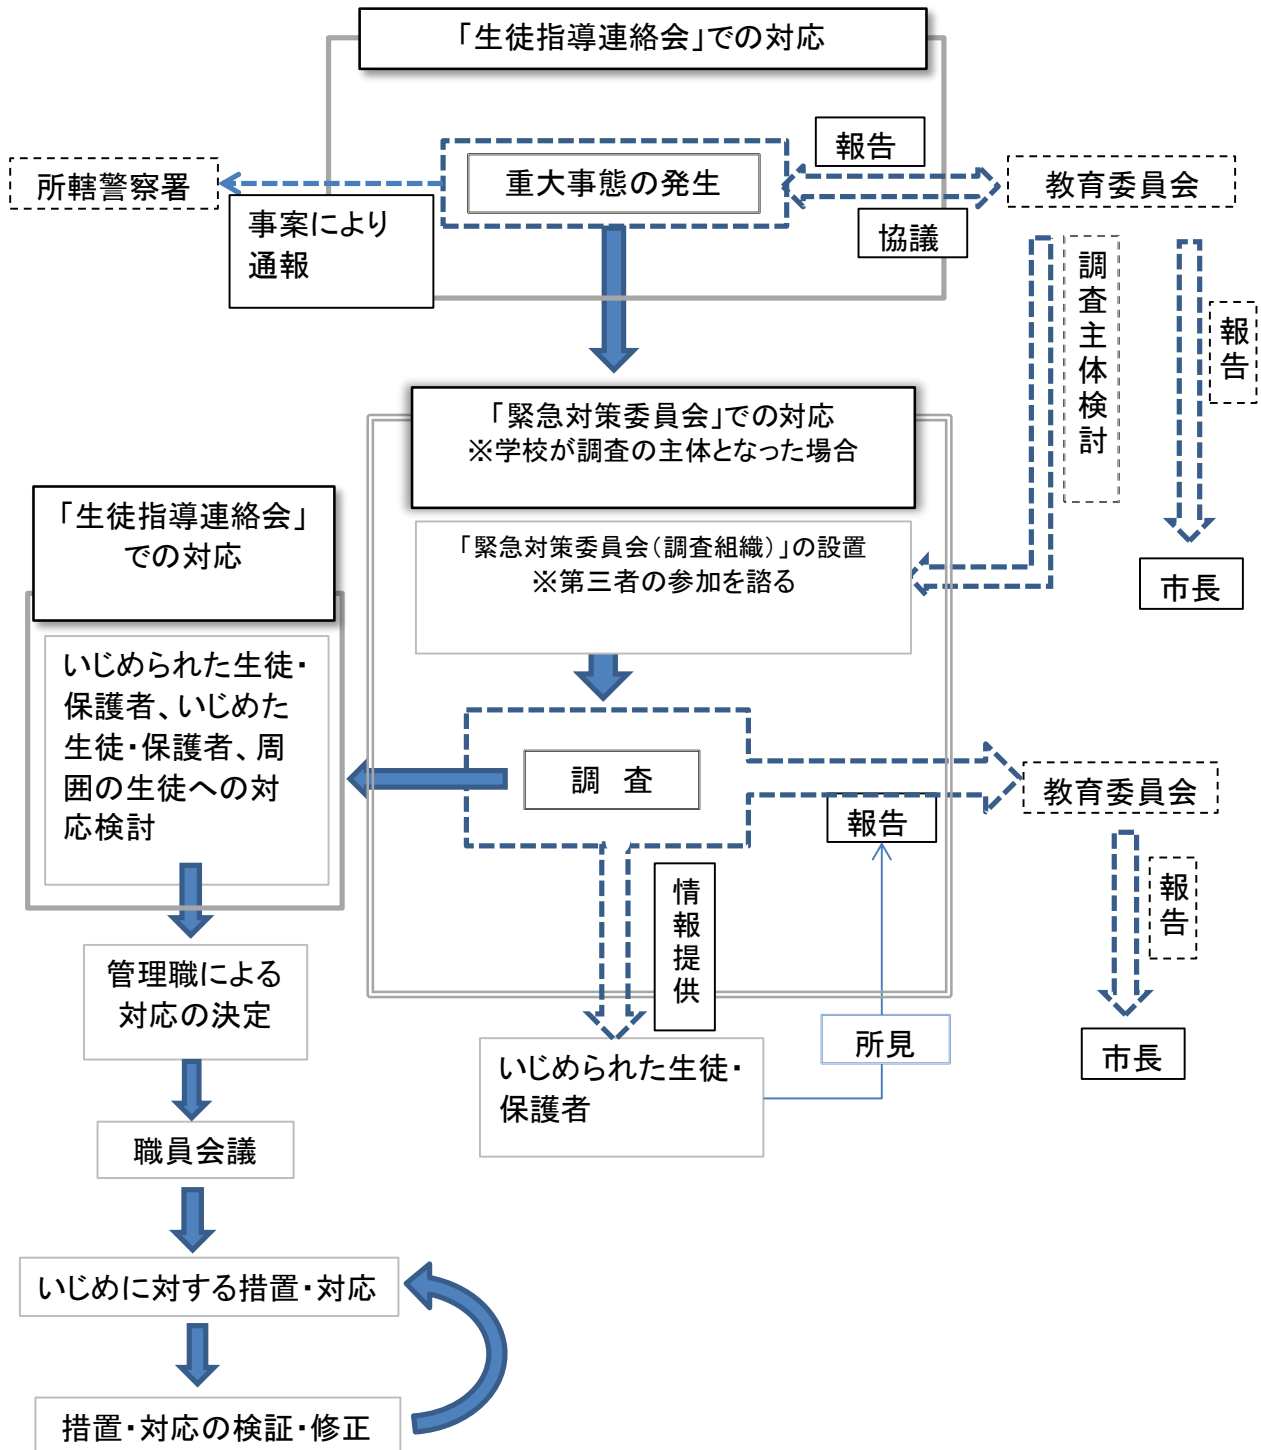 「生徒指導連絡会」での対応
報告
重大事態の発生
所轄警察署
教育委員会
事案により
通報
協議
調査主体検討
報告
「緊急対策委員会」での対応
※学校が調査の主体となった場合
「生徒指導連絡会」
での対応
「緊急対策委員会(調査組織)」の設置
※第三者の参加を諮る
市長
いじめられた生徒・
保護者、いじめた
生徒・保護者、周
囲の生徒への対
応検討
調 査
教育委員会
報告
情報提供
報告
管理職による
対応の決定
所見
市長
いじめられた生徒・
保護者
職員会議
いじめに対する措置・対応
措置・対応の検証・修正